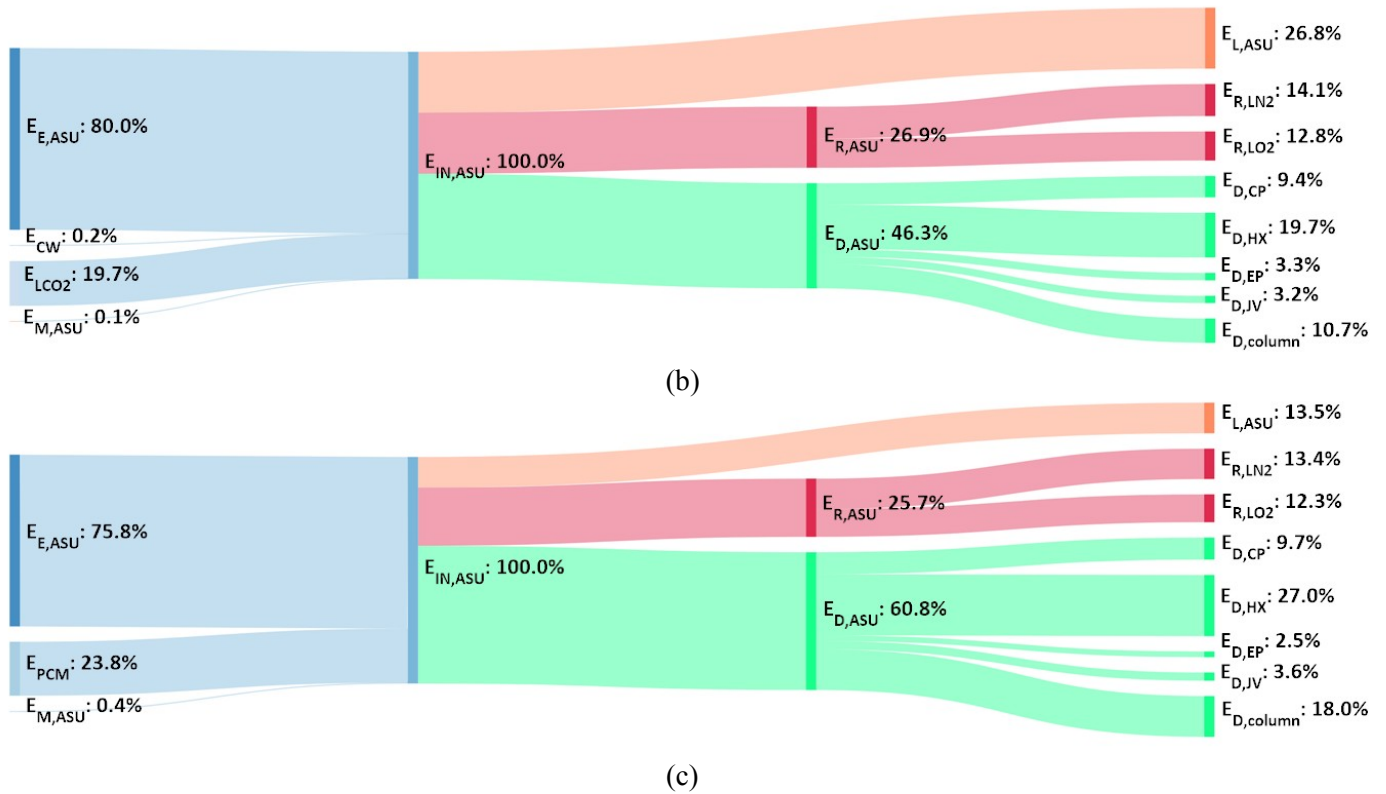 E_E,ASU: 80.0%
E_CW: 0.2%
E_LCO2: 19.7%
E_M,ASU: 0.1%
E_IN,ASU: 100.0%
E_R,ASU: 26.9%
E_D,ASU: 46.3%
E_L,ASU: 26.8%
E_R,LN2: 14.1%
E_R,LO2: 12.8%
E_D,CP: 9.4%
E_D,HX: 19.7%
E_D,EP: 3.3%
E_D,JV: 3.2%
E_D,column: 10.7%
(b)
E_E,ASU: 75.8%
E_PCM: 23.8%
E_M,ASU: 0.4%
E_IN,ASU: 100.0%
E_R,ASU: 25.7%
E_D,ASU: 60.8%
E_L,ASU: 13.5%
E_R,LN2: 13.4%
E_R,LO2: 12.3%
E_D,CP: 9.7%
E_D,HX: 27.0%
E_D,EP: 2.5%
E_D,JV: 3.6%
E_D,column: 18.0%
(c)